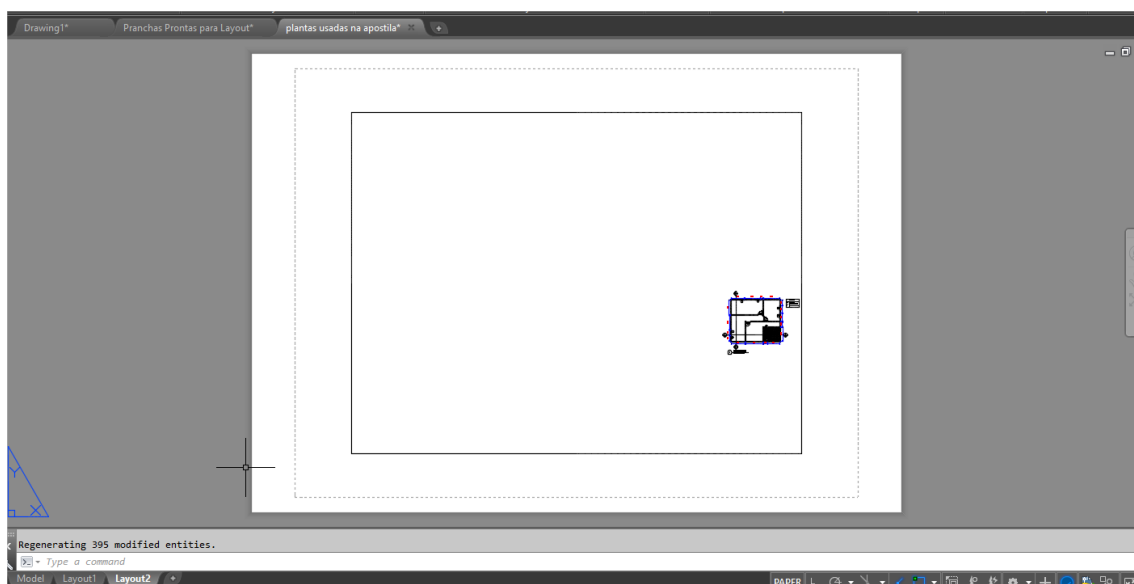 Drawing1*
Pranchas Prontas para Layout*
plantas usadas na apostila*
Y
X
Regenerating 395 modified entities.
Type a command
Model
Layout1
Layout2
PAPER